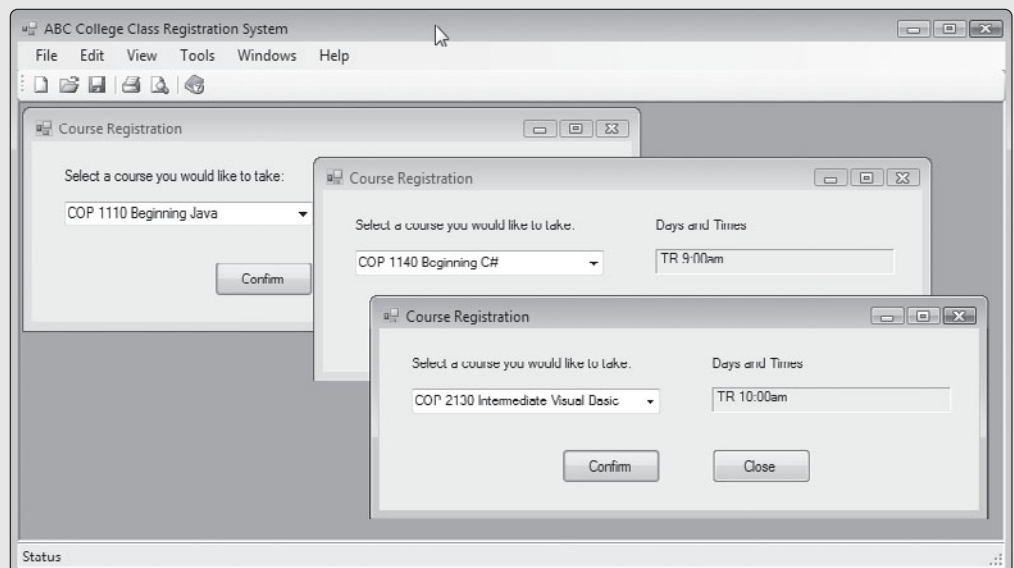 ABC College Class Registration System
File Edit View Tools Windows Help
Course Registration
Select a course you would like to take:
COP 1110 Beginning Java
Confirm
Course Registration
Select a course you would like to take.
Days and Times
COP 1140 Beginning C#
TR 9:00am
Course Registration
Select a course you would like to take.
Days and Times
COP 2130 Intermediate Visual Basic
TR 10:00am
Confirm
Close
Status